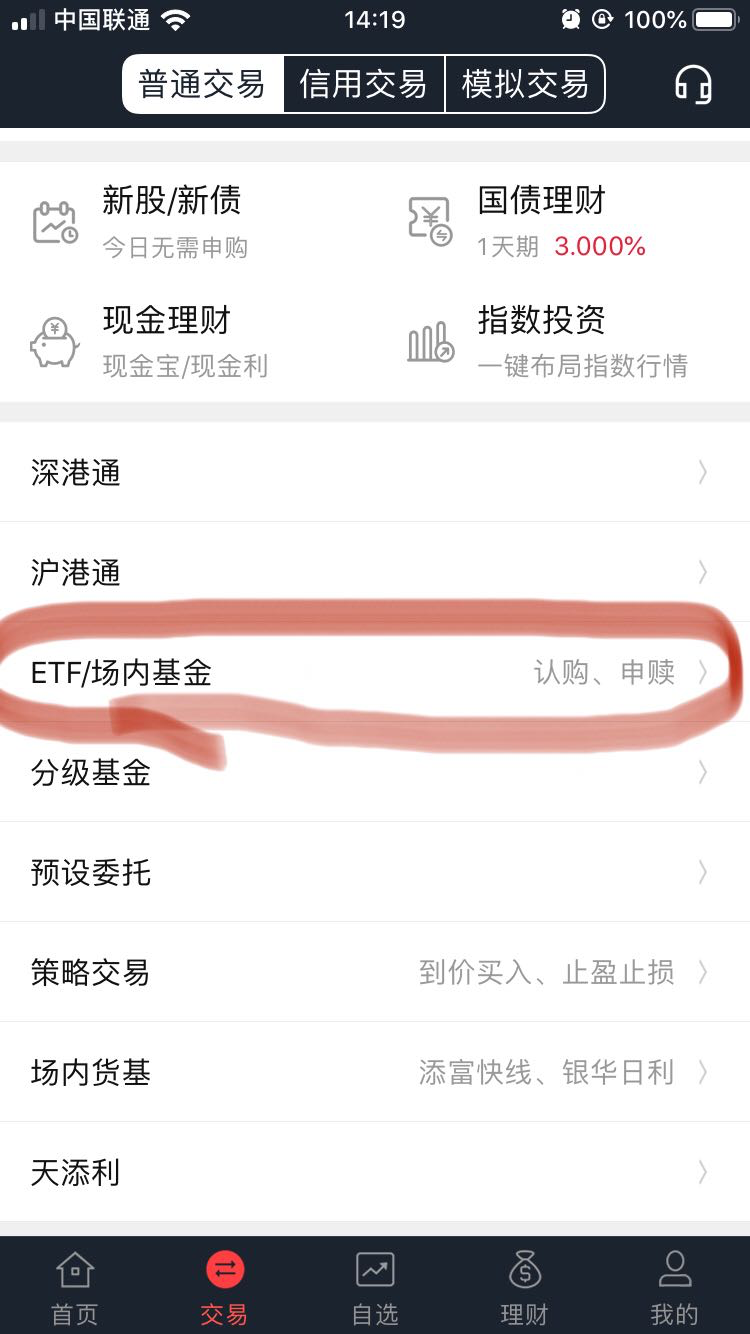 中国联通 14:19 100%
普通交易 信用交易 模拟交易
新股/新债 国债理财
今日无需申购 1天期 3.000%
现金理财 指数投资
现金宝/现金利 一键布局指数行情
深港通
沪港通
ETF/场内基金 认购、申赎
分级基金
预设委托
策略交易 到价买入、止盈止损
场内货基 添富快线、银华日利
天添利
首页 交易 自选 理财 我的